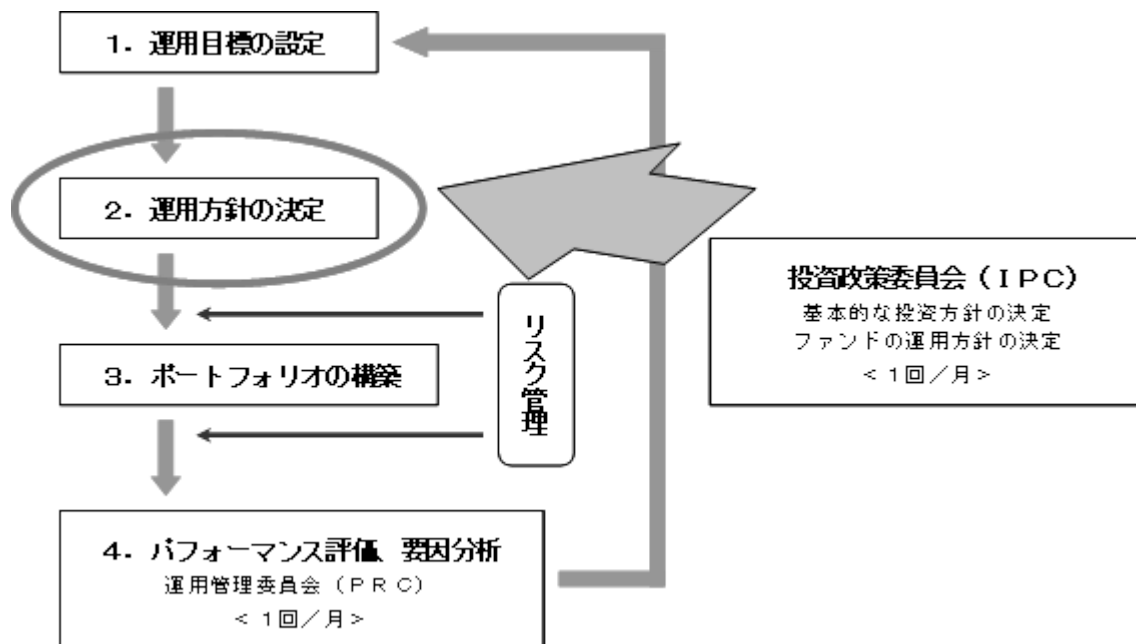 １．運用目標の設定
２．運用方針の決定
リスク管理
３．ポートフォリオの構築
４．パフォーマンス評価、要因分析
運用管理委員会（ＰＲＣ）
＜１回／月＞
投資政策委員会（ＩＰＣ）
基本的な投資方針の決定
ファンドの運用方針の決定
＜１回／月＞